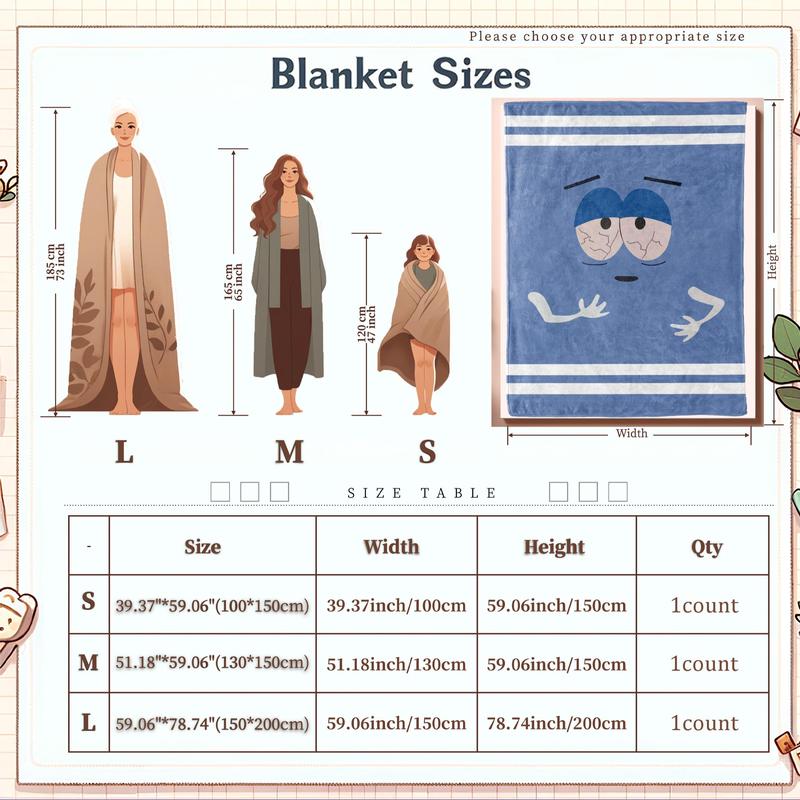 Please choose your appropriate size
Blanket Sizes
185 cm
73 inch
165 cm
65 inch
120 cm
47 inch
Height
Width
L M S
SIZE TABLE
- Size Width Height Qty
S 39.37"*59.06"(100*150cm) 39.37inch/100cm 59.06inch/150cm 1count
M 51.18"*59.06"(130*150cm) 51.18inch/130cm 59.06inch/150cm 1count
L 59.06"*78.74"(150*200cm) 59.06inch/150cm 78.74inch/200cm 1count